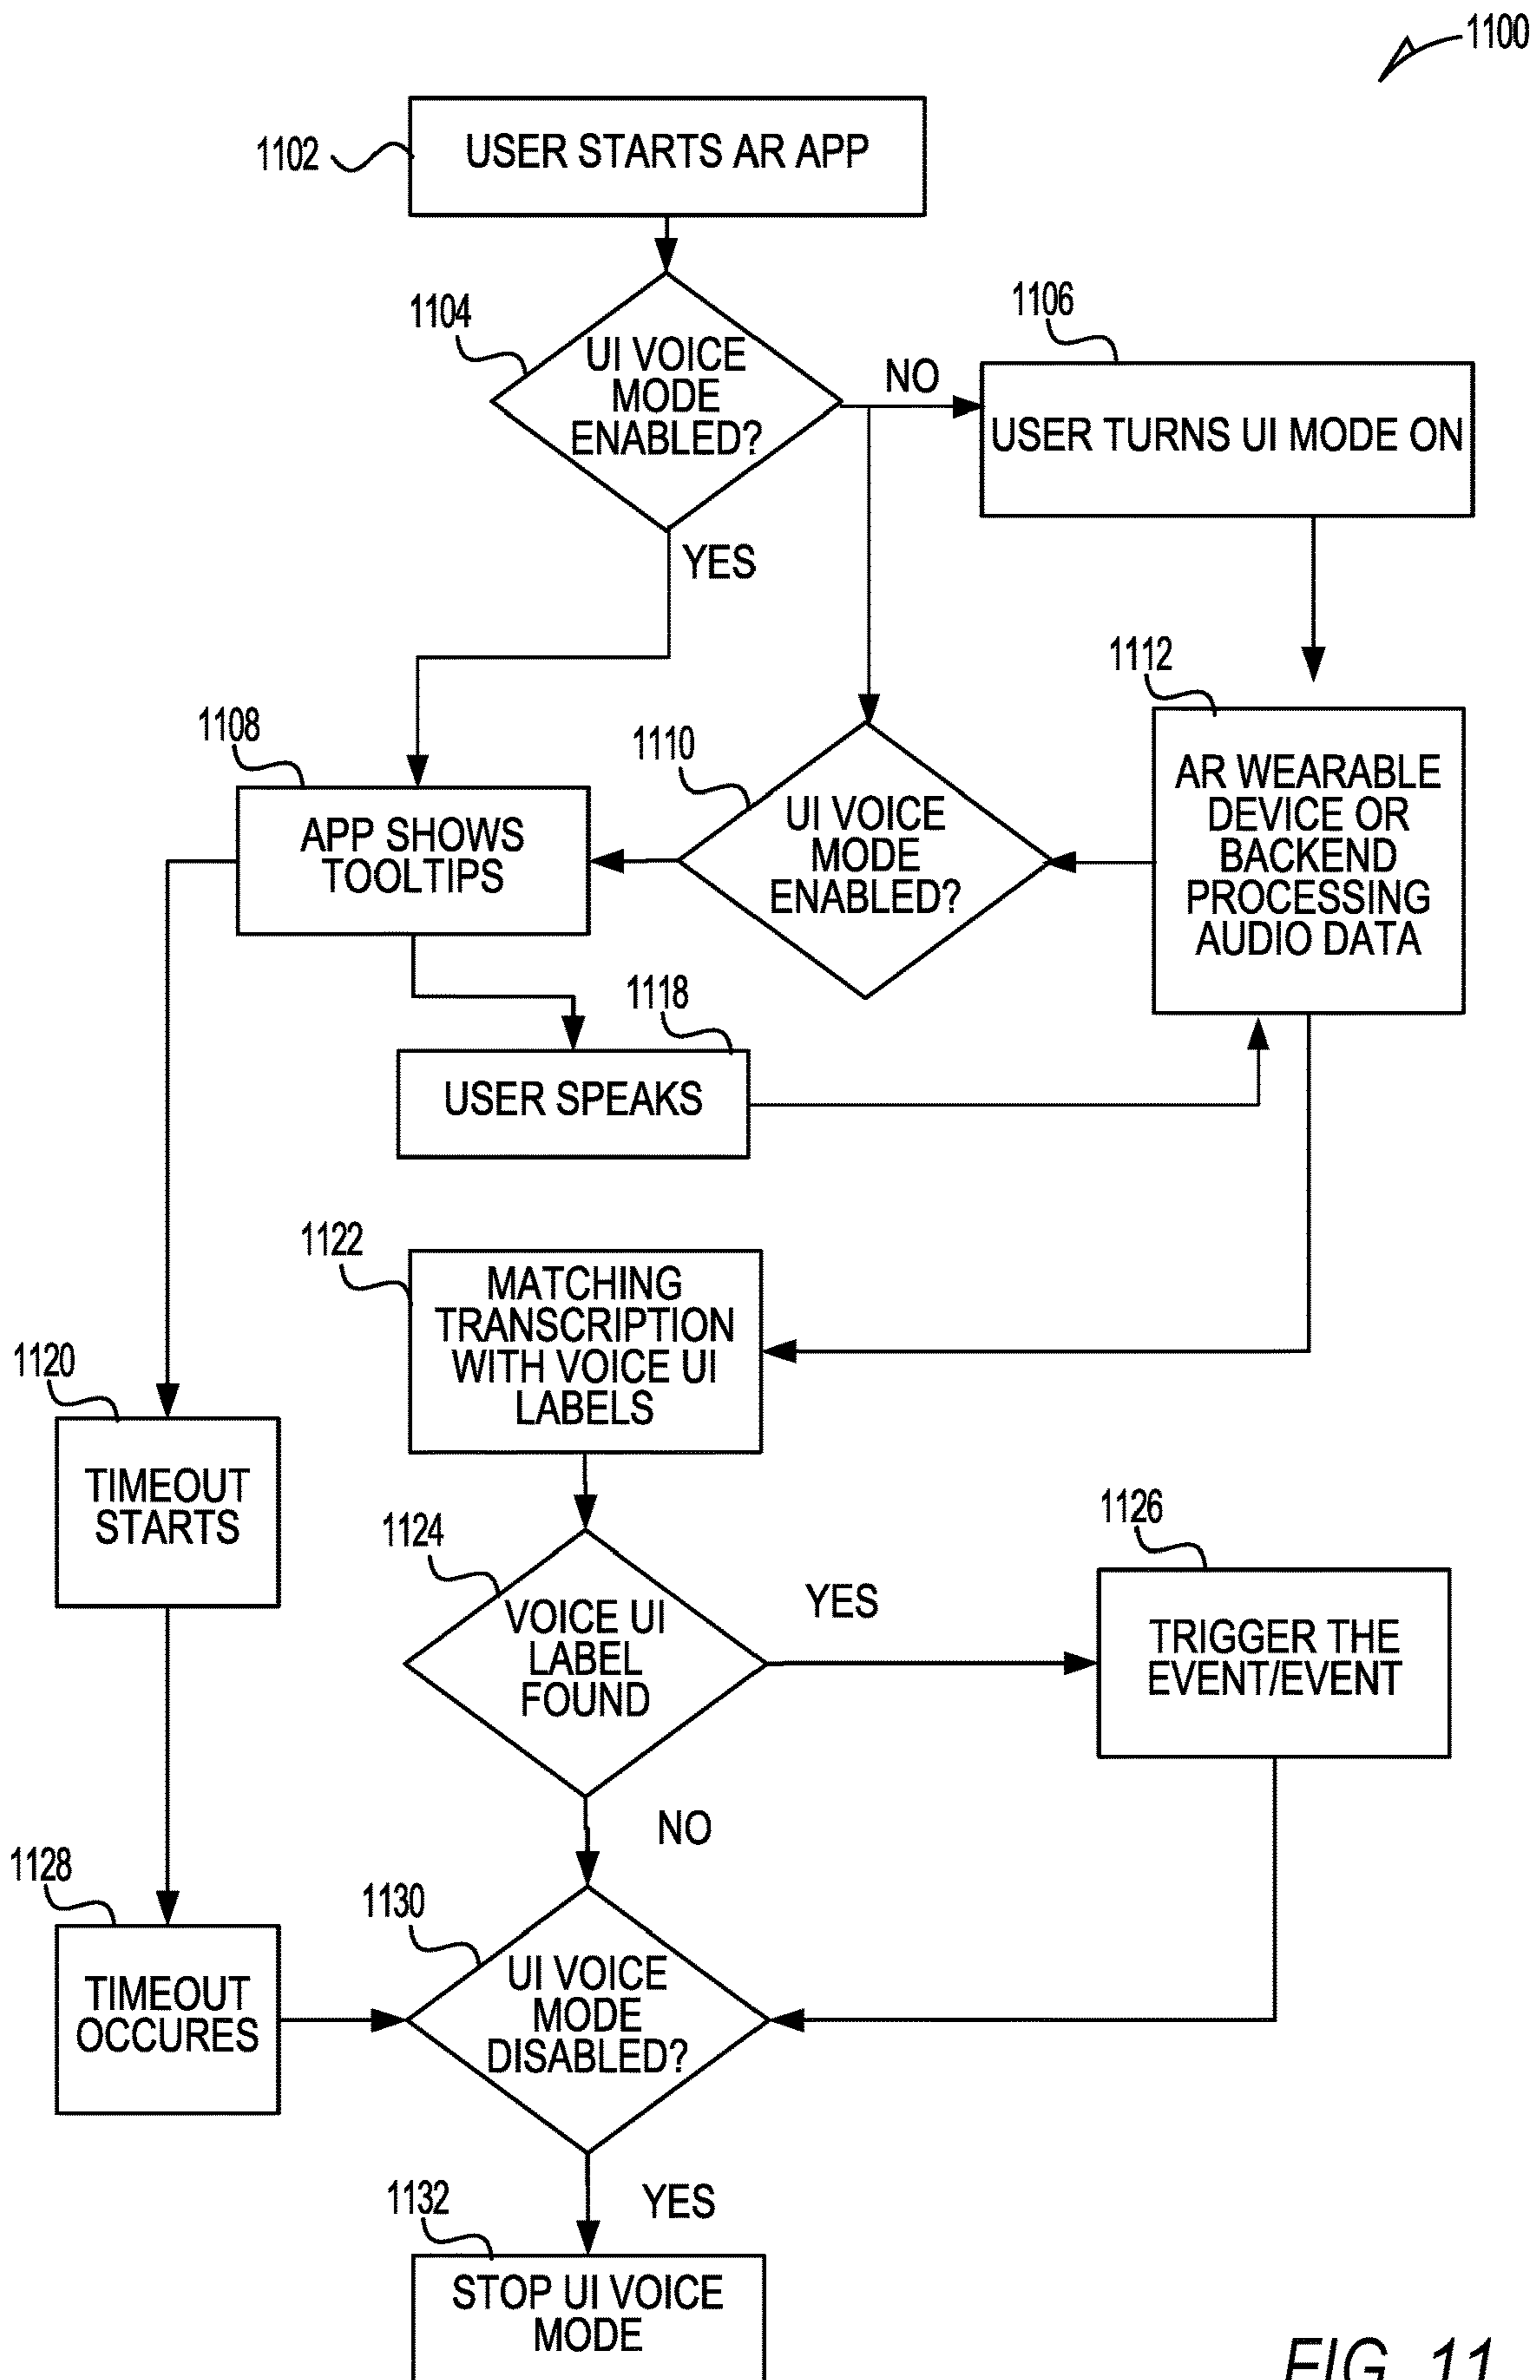 1100
1102
USER STARTS AR APP
1104
UI VOICE
MODE
ENABLED?
NO
1106
USER TURNS UI MODE ON
YES
1108
APP SHOWS
TOOLTIPS
1110
UI VOICE
MODE
ENABLED?
1112
AR WEARABLE
DEVICE OR
BACKEND
PROCESSING
AUDIO DATA
1118
USER SPEAKS
1122
MATCHING
TRANSCRIPTION
WITH VOICE UI
LABELS
1120
TIMEOUT
STARTS
1124
VOICE UI
LABEL
FOUND
YES
1126
TRIGGER THE
EVENT/EVENT
NO
1128
TIMEOUT
OCCURES
1130
UI VOICE
MODE
DISABLED?
YES
1132
STOP UI VOICE
MODE
FIG. 11